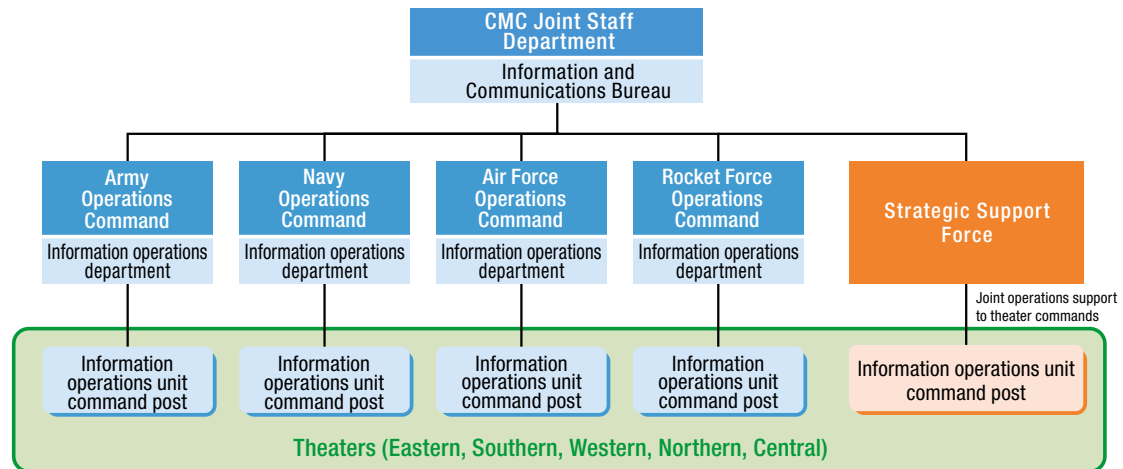 CMC Joint Staff
Department
Information and
Communications Bureau
Army
Operations
Command
Information operations
department
Navy
Operations
Command
Information operations
department
Air Force
Operations
Command
Information operations
department
Rocket Force
Operations
Command
Information operations
department
Strategic Support
Force
Joint operations support
to theater commands
Information
operations unit
command post
Information
operations unit
command post
Information
operations unit
command post
Information
operations unit
command post
Information operations unit
command post
Theaters (Eastern, Southern, Western, Northern, Central)